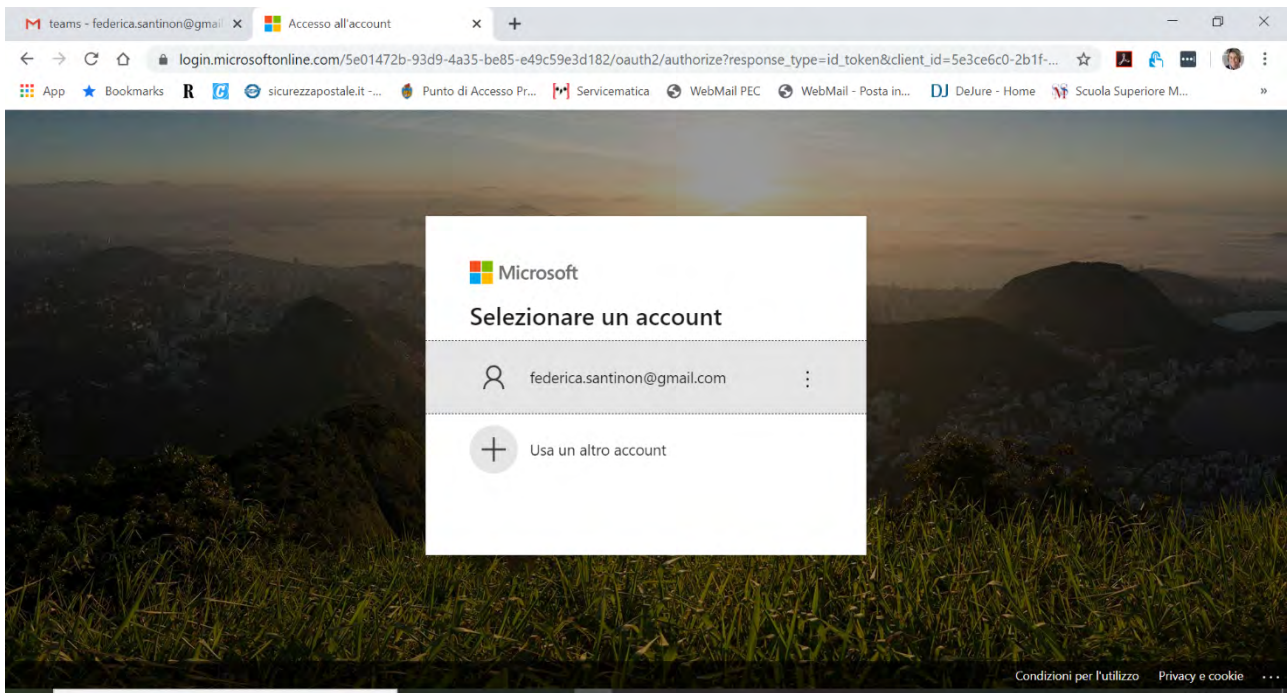 teams - federica.santinon@gmai
Accesso all'account
login.microsoftonline.com/5e01472b-93d9-4a35-be85-e49c59e3d182/oauth2/authorize?response_type=id_token&client_id=5e3ce6c0-2b1f-...
App
Bookmarks
R
G
sicurezzapostale.it -...
Punto di Accesso Pr...
Servicematica
WebMail PEC
WebMail - Posta in...
DJ DeJure - Home
Scuola Superiore M...
»
Microsoft
Selezionare un account
federica.santinon@gmail.com
Usa un altro account
Condizioni per l'utilizzo Privacy e cookie ...